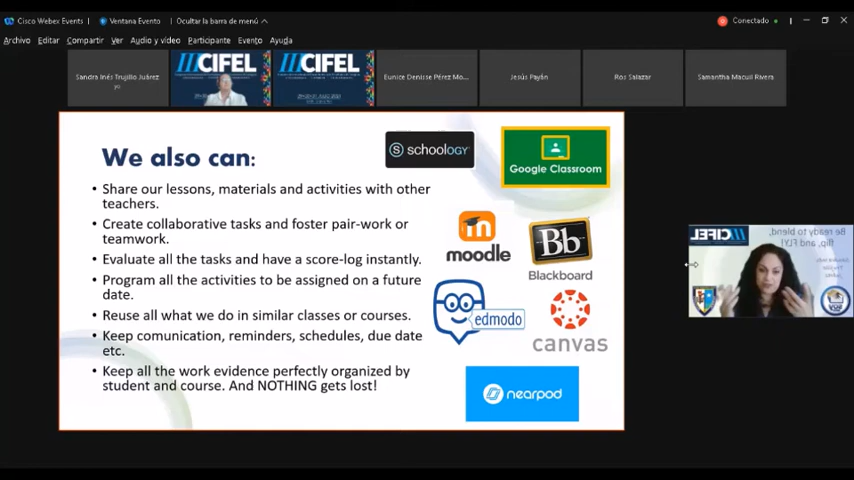 Cisco Webex Events
Ventana Evento
Ocultar la barra de menú
Conectado
Archivo Editar Compartir Ver Audio y vídeo Participante Evento Ayuda
Sandra Inés Trujillo Juárez
yo
CIFEL
CIFEL
Eunice Denisse Pérez Mo...
Jesús Payán
Ros Salazar
Samantha Macuil Rivera
We also can:
• Share our lessons, materials and activities with other
teachers.
• Create collaborative tasks and foster pair-work or
teamwork.
• Evaluate all the tasks and have a score-log instantly.
• Program all the activities to be assigned on a future
date.
• Reuse all what we do in similar classes or courses.
• Keep comunication, reminders, schedules, due date
etc.
• Keep all the work evidence perfectly organized by
student and course. And NOTHING gets lost!
S schoology
Google Classroom
m
moodle
Bb
Blackboard
edmodo
canvas
nearpod
CIFEL
Be ready to blend,
flip, and FLY!